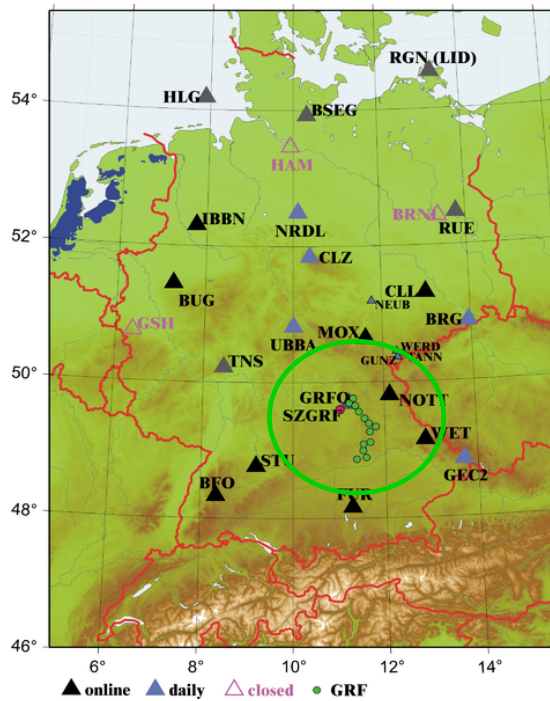 RGN (LID)
HLG
54°
BSEG
HAM
BRNL
IBBN
NRDL
RUE
52°
CLZ
CLL
BUG
NEUB
BRG
GSH
UBBA
MOX
WERD
GUNZ
TANN
TNS
50°
GRFO
NOTT
SZGRF
WET
STU
GEC2
BFO
FUR
48°
46°
6° 8° 10° 12° 14°
online daily closed GRF